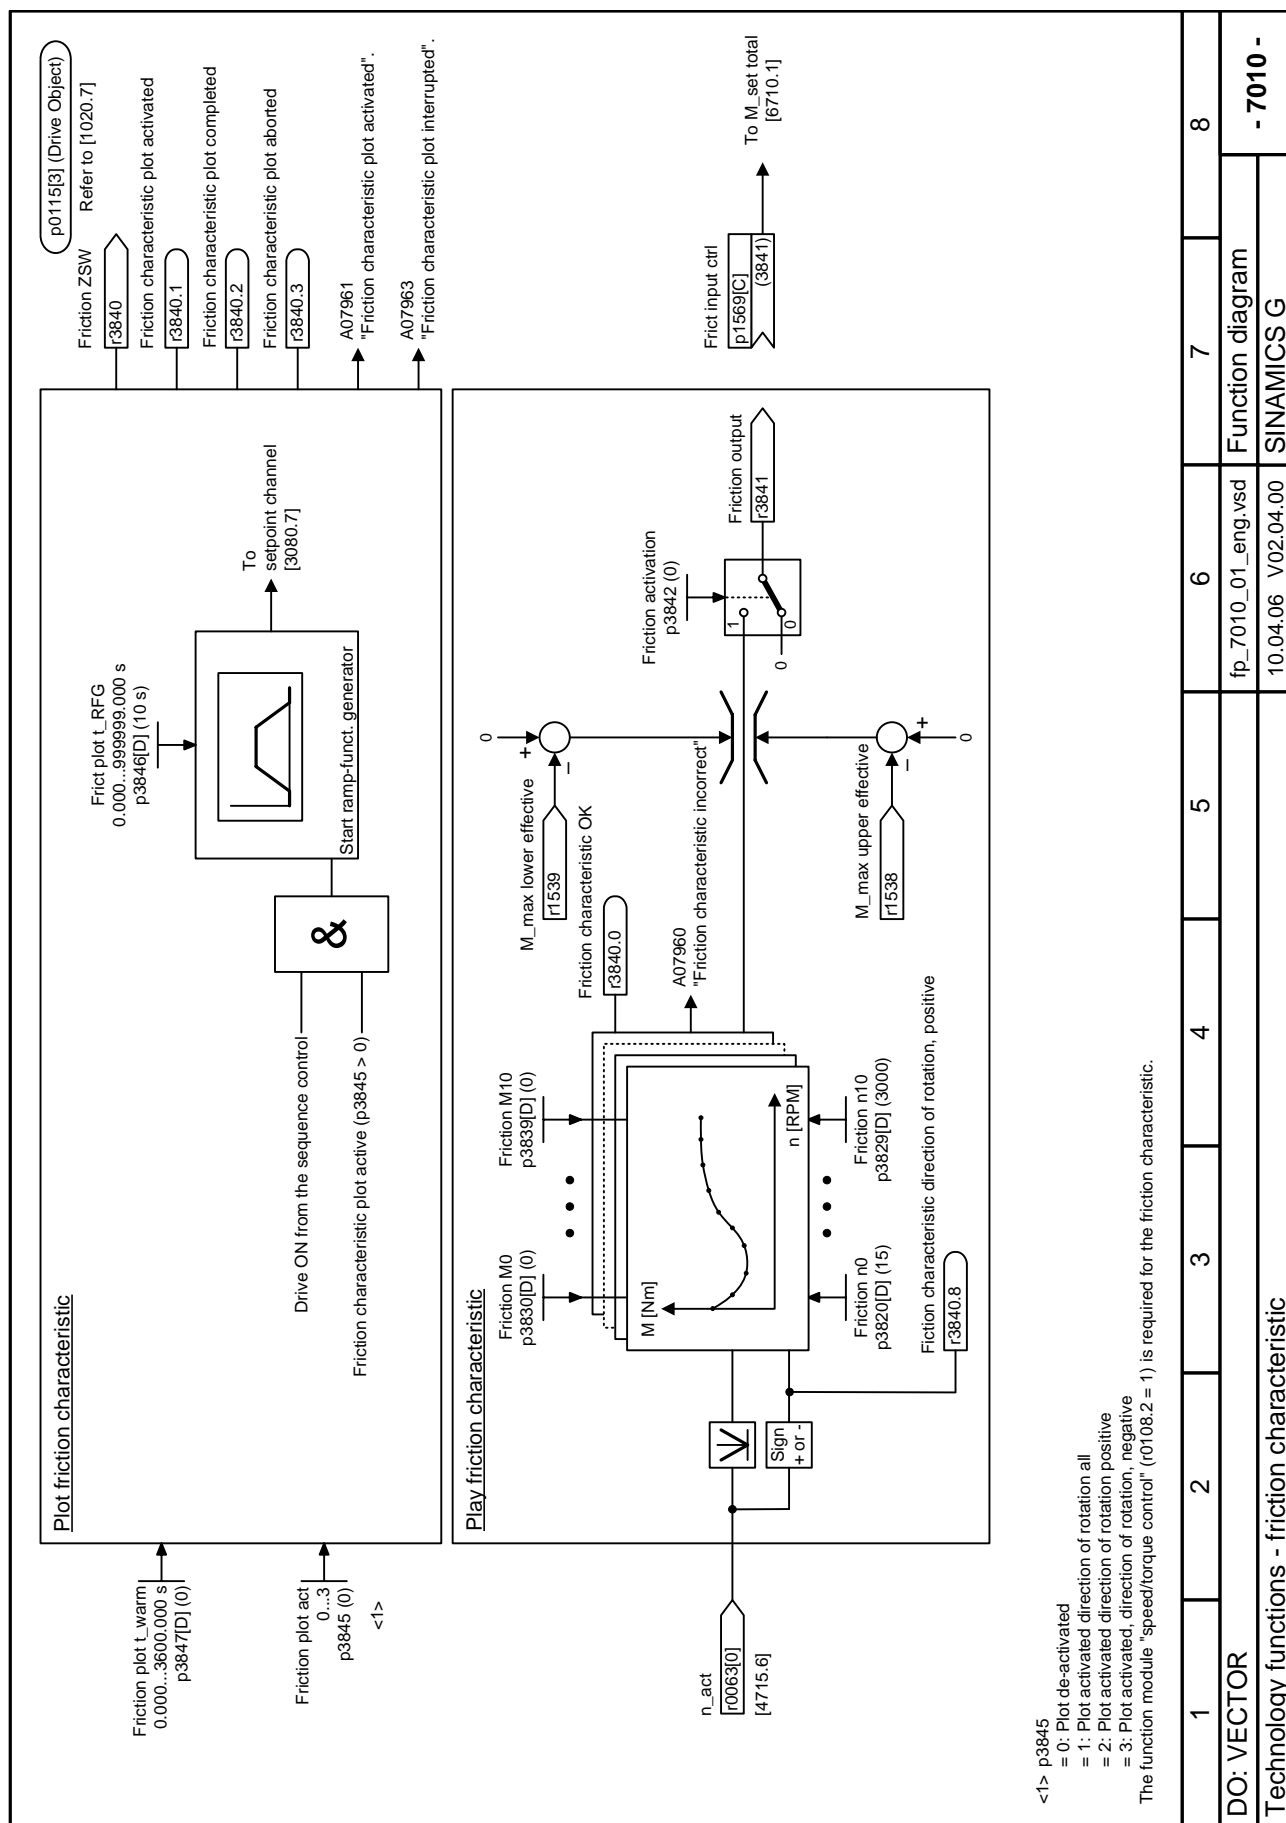 Plot friction characteristic
Friction plot t_warm
0.000...3600.000 s
p3847[D] (0)
Friction plot act
0...3
p3845 (0)
<1>
Drive ON from the sequence control
Friction characteristic plot active (p3845 > 0)
&
Frict plot t_RFG
0.000...999999.000 s
p3846[D] (10 s)
Start ramp-funct. generator
To
setpoint channel
[3080.7]
p0115[3] (Drive Object)
Refer to [1020.7]
Friction ZSW
r3840
Friction characteristic plot activated
r3840.1
Friction characteristic plot completed
r3840.2
Friction characteristic plot aborted
r3840.3
A07961
"Friction characteristic plot activated".
A07963
"Friction characteristic plot interrupted".
Play friction characteristic
n_act
r0063[0]
[4715.6]
Sign
+ or -
Friction M0
p3830[D] (0)
Friction M10
p3839[D] (0)
M [Nm]
n [RPM]
Friction n0
p3820[D] (15)
Friction n10
p3829[D] (3000)
Fiction characteristic direction of rotation, positive
r3840.8
Friction characteristic OK
r3840.0
A07960
"Friction characteristic incorrect"
M_max lower effective
r1539
0
+
–
M_max upper effective
r1538
–
+
0
Friction activation
p3842 (0)
1
0
0
Friction output
r3841
Frict input ctrl
p1569[C]
(3841)
To M_set total
[6710.1]
<1> p3845
= 0: Plot de-activated
= 1: Plot activated direction of rotation all
= 2: Plot activated direction of rotation positive
= 3: Plot activated, direction of rotation, negative
The function module "speed/torque control" (r0108.2 = 1) is required for the friction characteristic.
1 2 3 4 5 6 7 8
DO: VECTOR fp_7010_01_eng.vsd Function diagram - 7010 -
Technology functions - friction characteristic 10.04.06 V02.04.00 SINAMICS G